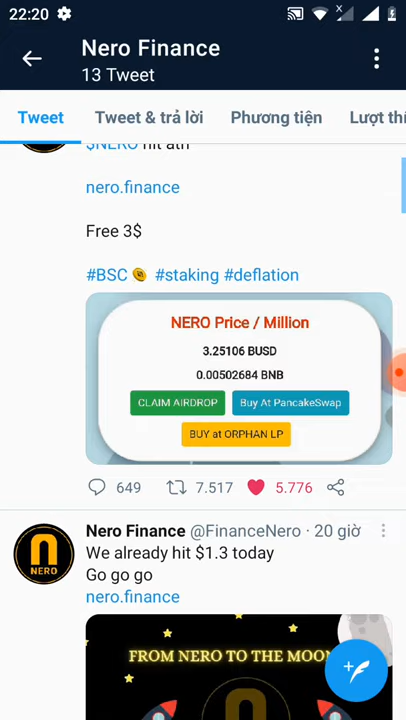 22:20
Nero Finance
13 Tweet
Tweet
Tweet & trả lời
Phương tiện
Lượt thí
$NERO hit ath
nero.finance
Free 3$
#BSC #staking #deflation
NERO Price / Million
3.25106 BUSD
0.00502684 BNB
CLAIM AIRDROP
Buy At PancakeSwap
BUY at ORPHAN LP
649
7.517
5.776
Nero Finance @FinanceNero · 20 giờ
We already hit $1.3 today
Go go go
nero.finance
NERO
FROM NERO TO THE MOON